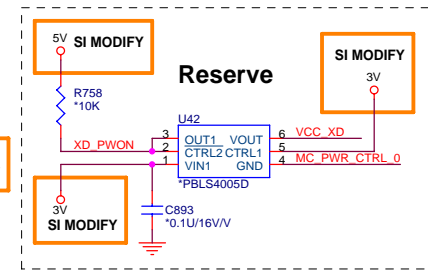 5V
SI MODIFY
SI MODIFY
3V
Reserve
R758
*10K
U42
XD_PWON
3
OUT1
VOUT
6
VCC_XD
2
CTRL2
CTRL1
5
1
VIN1
GND
4
MC_PWR_CTRL_0
*PBLS4005D
3V
SI MODIFY
C893
*0.1U/16V/V